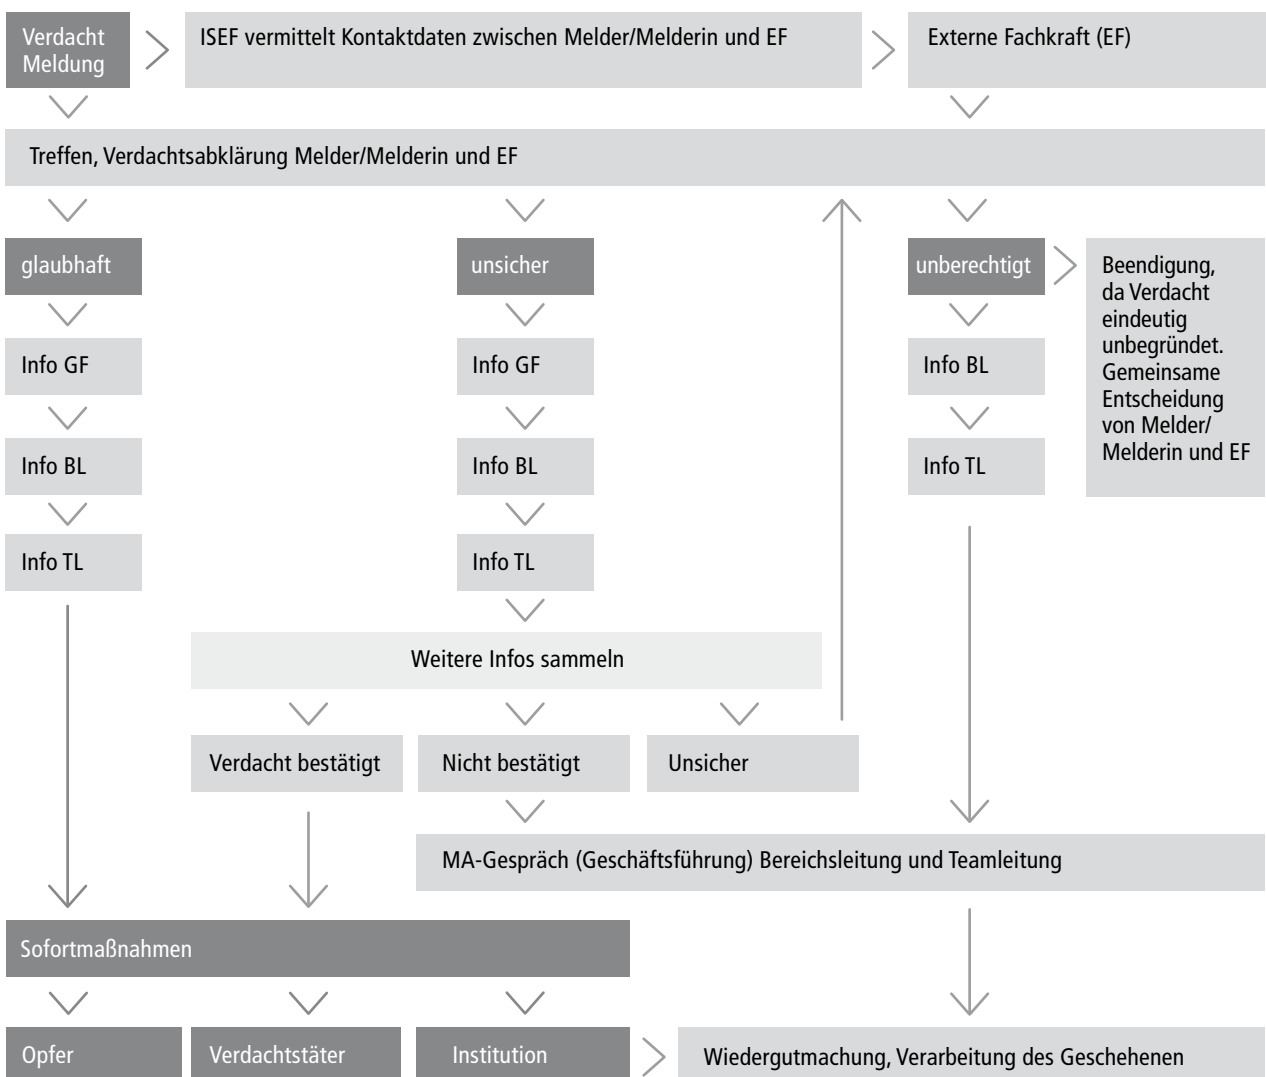 Verdacht
Meldung
ISEF vermittelt Kontaktdaten zwischen Melder/Melderin und EF
Externe Fachkraft (EF)
Treffen, Verdachtsabklärung Melder/Melderin und EF
glaubhaft
unsicher
unberechtigt
Beendigung,
da Verdacht
eindeutig
unbegründet.
Gemeinsame
Entscheidung
von Melder/
Melderin und EF
Info GF
Info GF
Info BL
Info BL
Info BL
Info TL
Info TL
Info TL
Weitere Infos sammeln
Verdacht bestätigt
Nicht bestätigt
Unsicher
MA-Gespräch (Geschäftsführung) Bereichsleitung und Teamleitung
Sofortmaßnahmen
Opfer
Verdachtstäter
Institution
Wiedergutmachung, Verarbeitung des Geschehenen